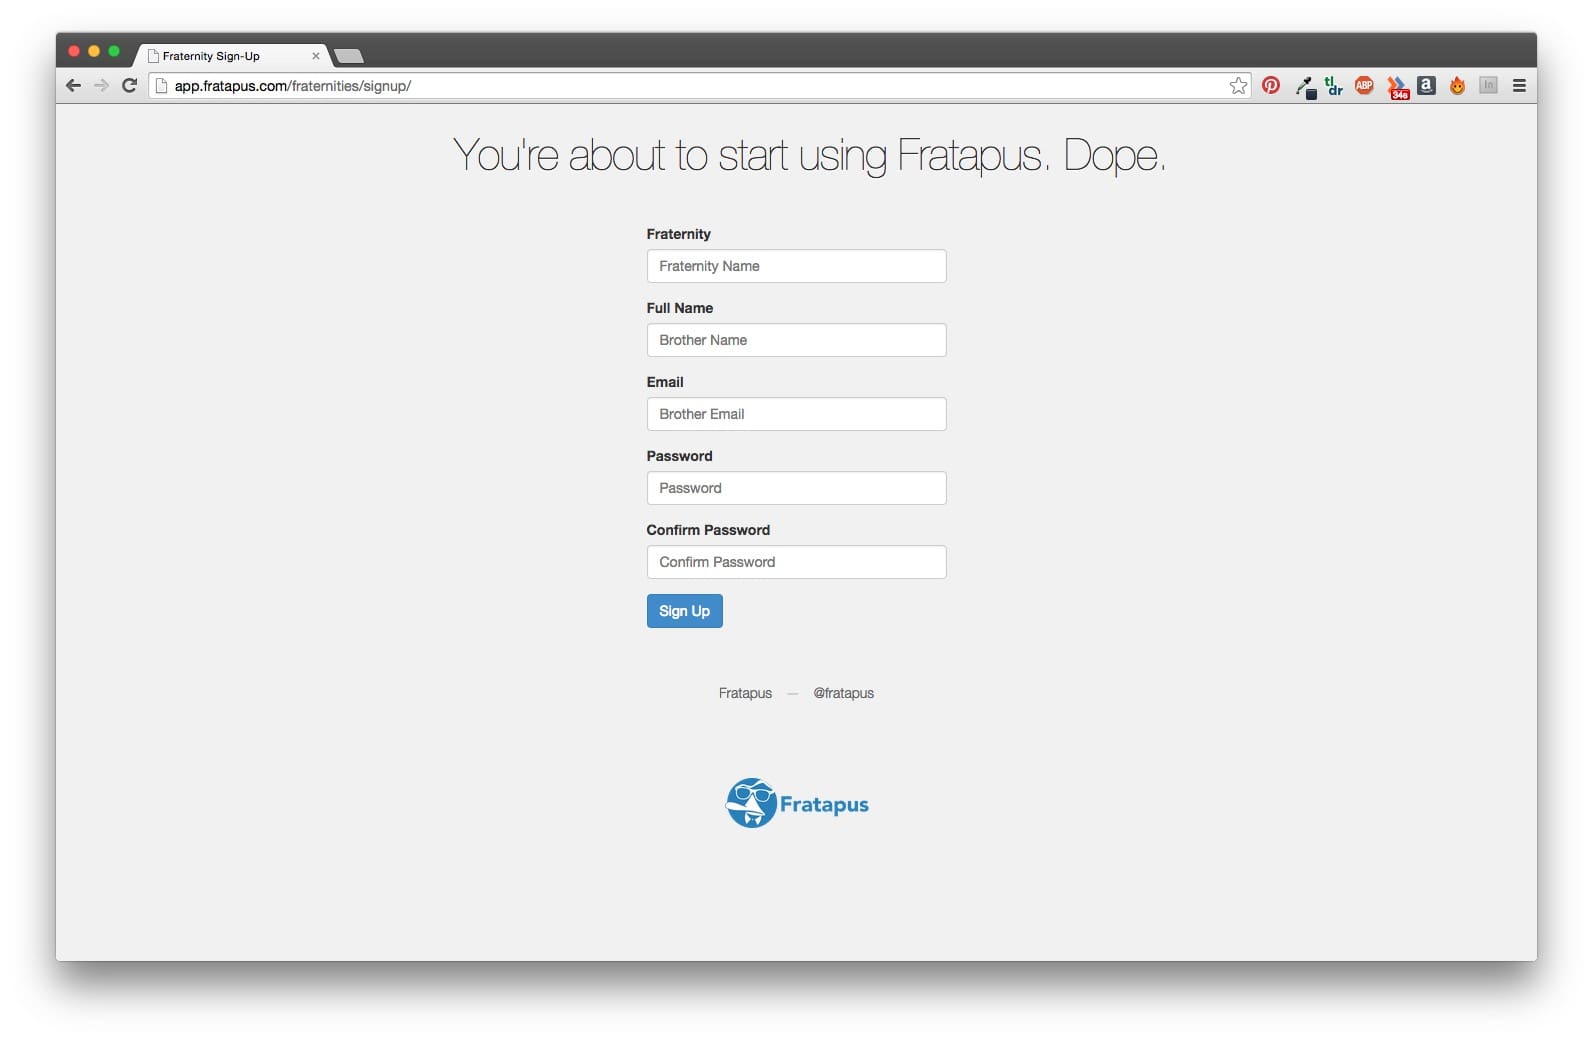 Fraternity Sign-Up
app.fratapus.com/fraternities/signup/
tl;dr
ABP
34s
a
In
You're about to start using Fratapus. Dope.
Fraternity
Fraternity Name
Full Name
Brother Name
Email
Brother Email
Password
Password
Confirm Password
Confirm Password
Sign Up
Fratapus — @fratapus
Fratapus